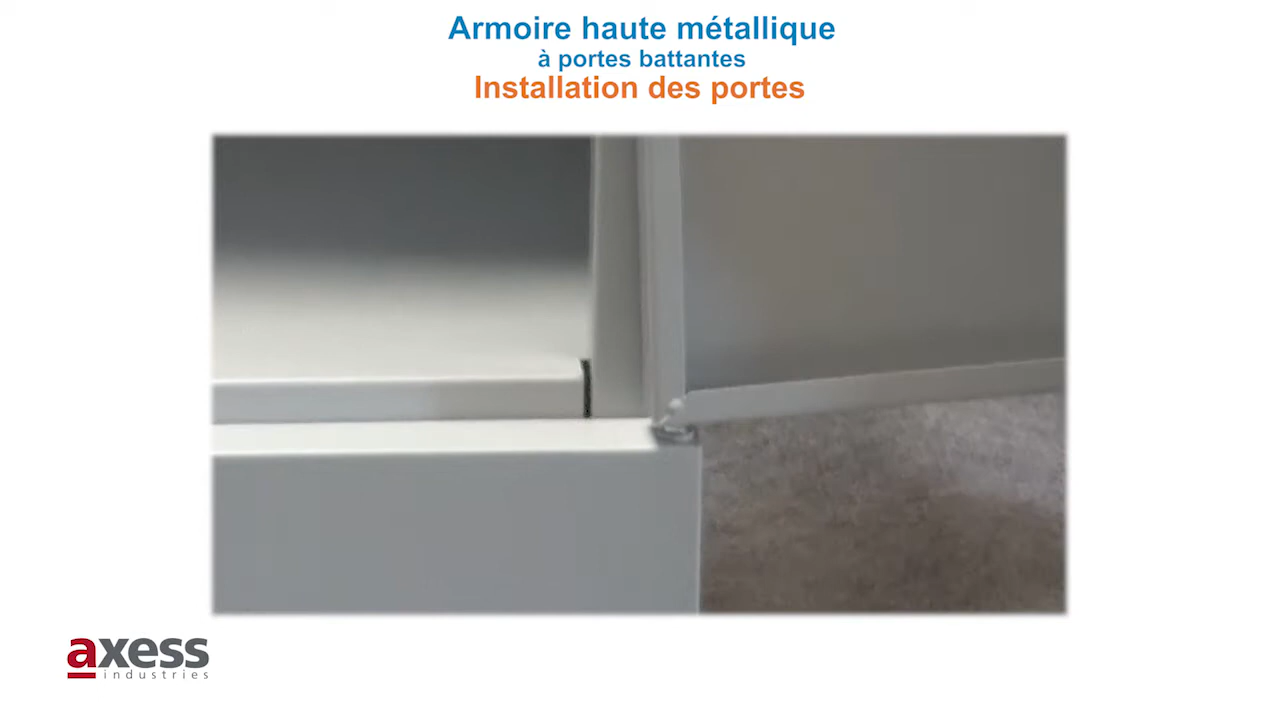 Armoire haute métallique
à portes battantes
Installation des portes
axess
industries